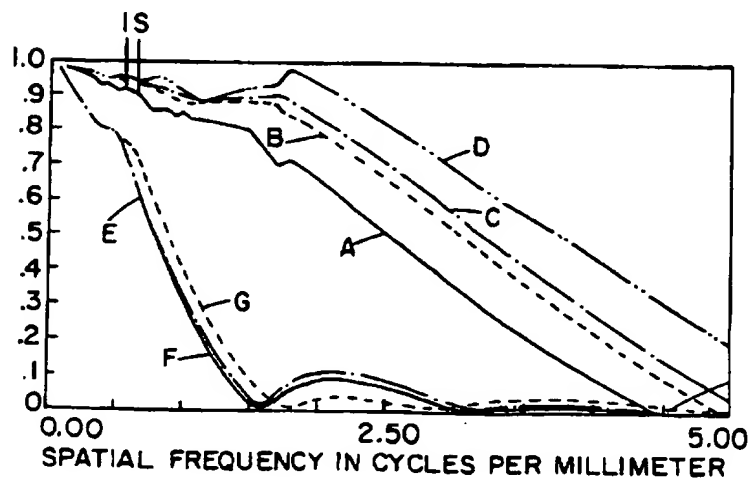 IS
1.0
.9
.8
.7
.6
.5
.4
.3
.2
.1
0
B
D
C
E
A
G
F
0.00 2.50 5.00
SPATIAL FREQUENCY IN CYCLES PER MILLIMETER